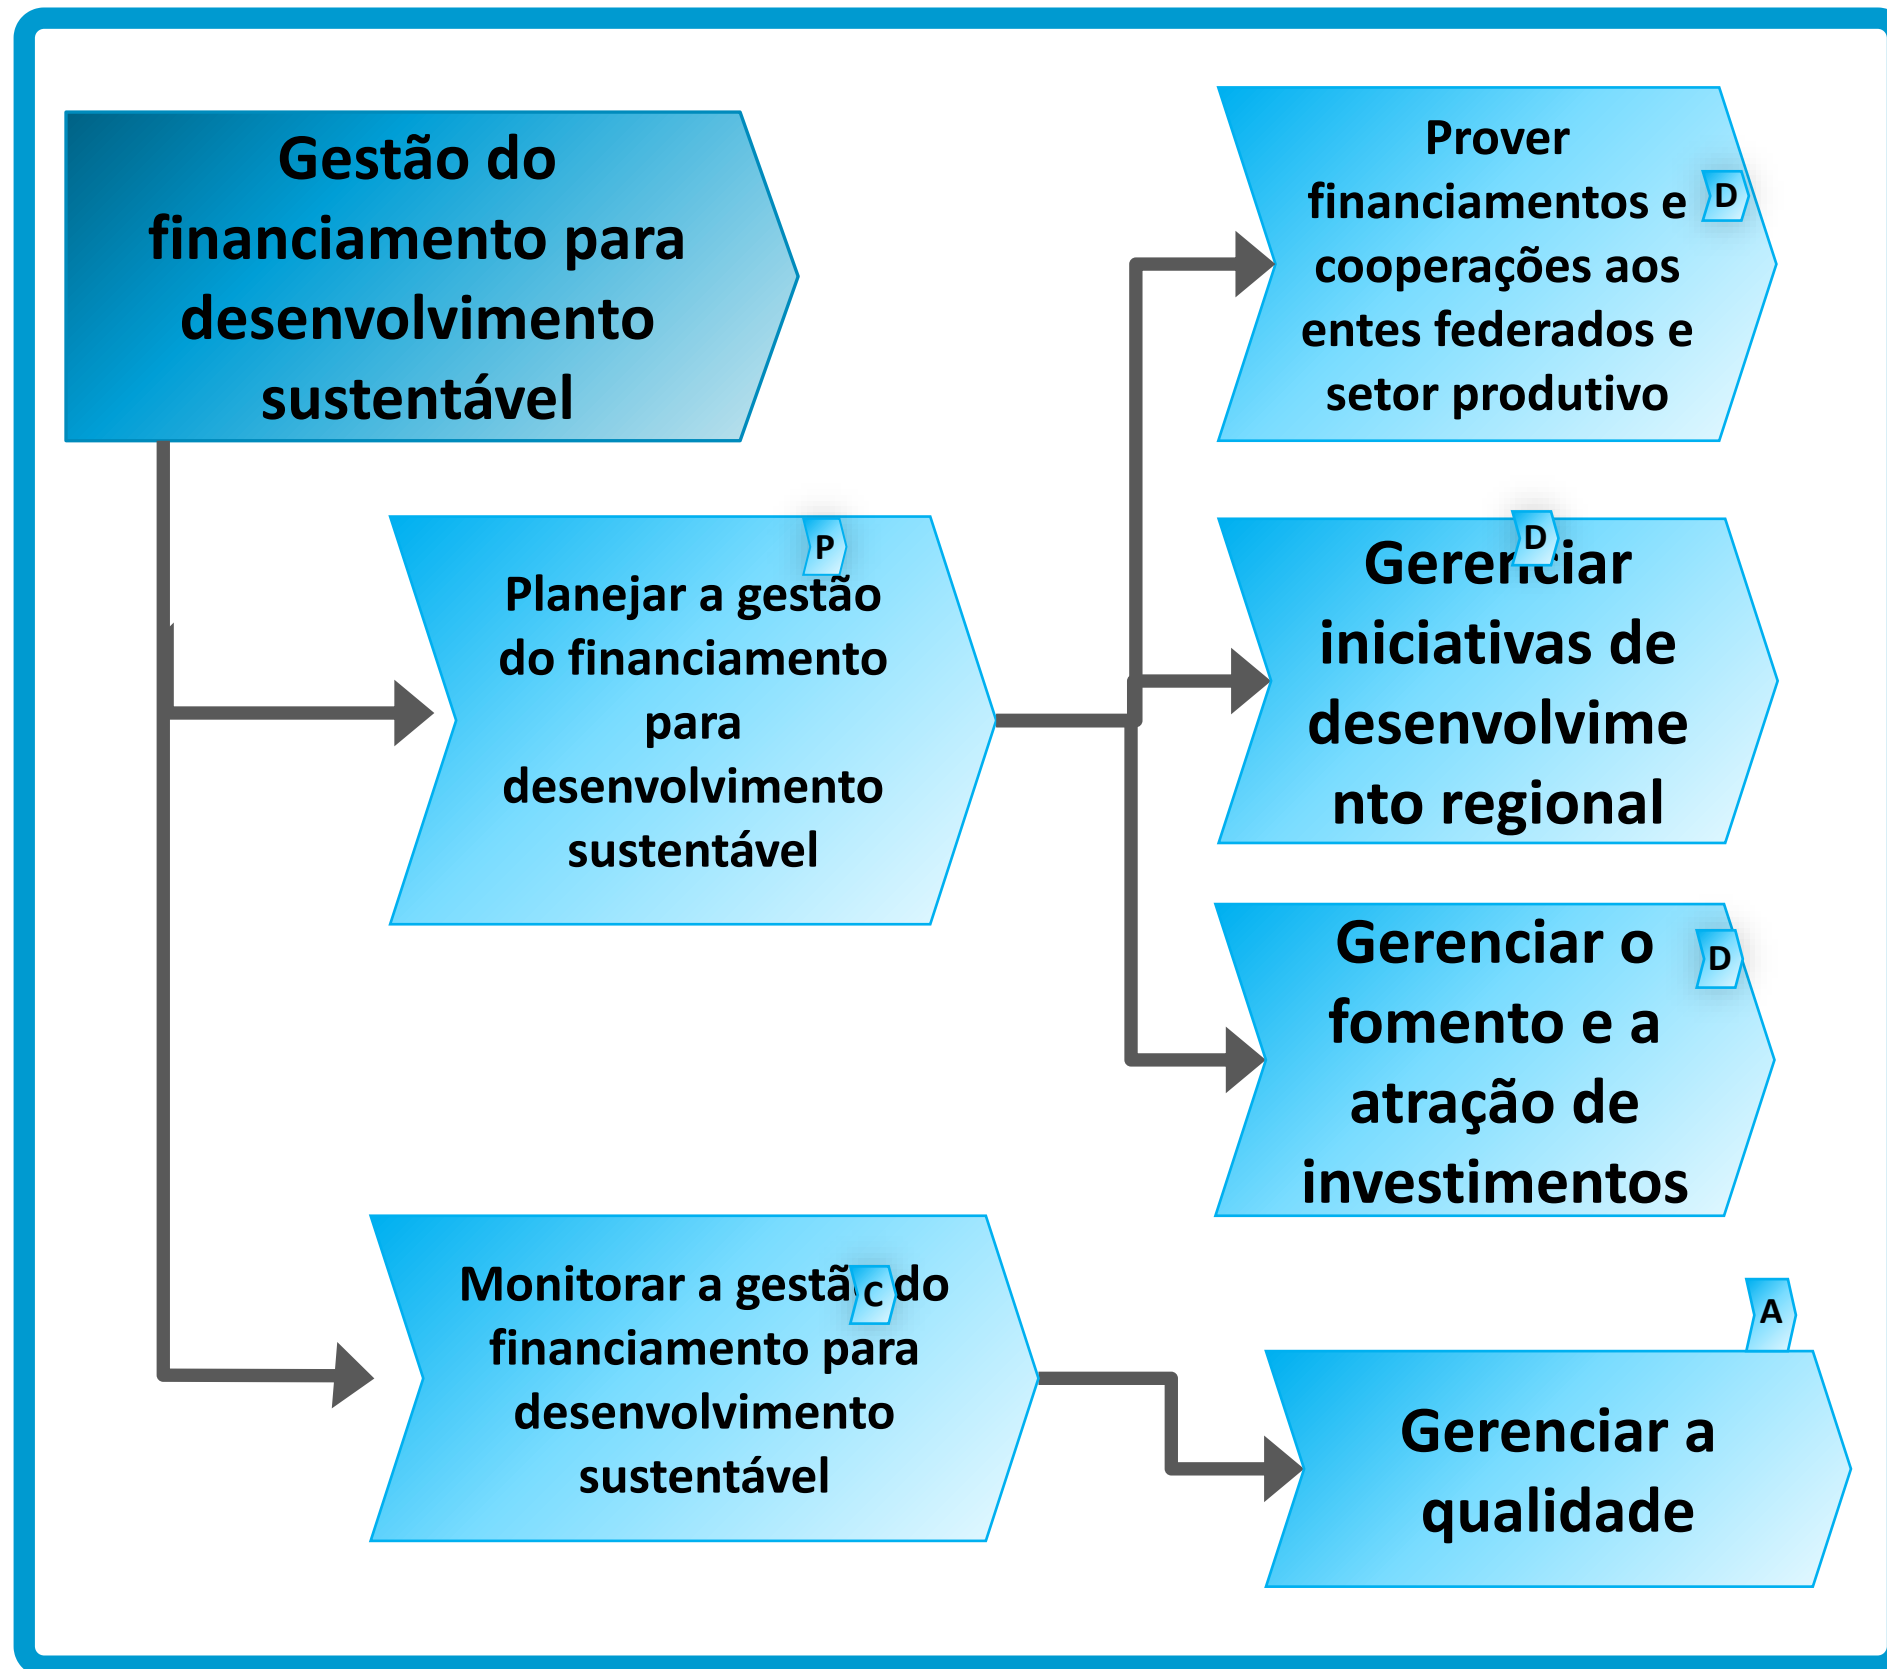 Gestão do
financiamento para
desenvolvimento
sustentável
P
Planejar a gestão
do financiamento
para
desenvolvimento
sustentável
Prover
financiamentos e
cooperações aos
entes federados e
setor produtivo
D
D
Gerenciar
iniciativas de
desenvolvime
nto regional
Gerenciar o
fomento e a
atração de
investimentos
D
Monitorar a gestão do
financiamento para
desenvolvimento
sustentável
C
A
Gerenciar a
qualidade